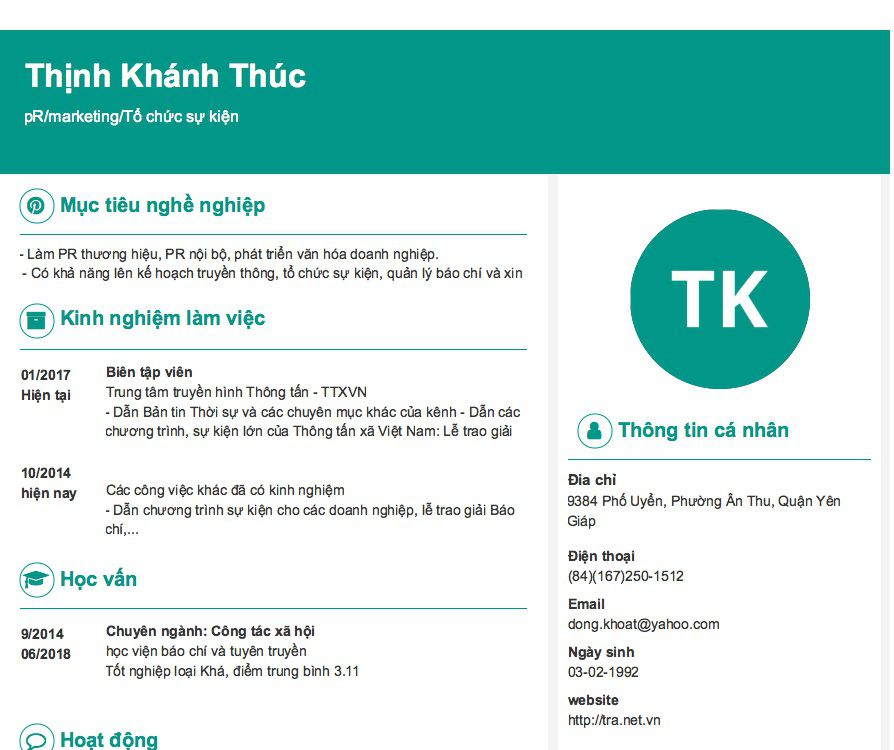 Thịnh Khánh Thúc
pR/marketing/Tổ chức sự kiện
Mục tiêu nghề nghiệp
- Làm PR thương hiệu, PR nội bộ, phát triển văn hóa doanh nghiệp.
- Có khả năng lên kế hoạch truyền thông, tổ chức sự kiện, quản lý báo chí và xin
Kinh nghiệm làm việc
01/2017
Hiện tại
Biên tập viên
Trung tâm truyền hình Thông tấn - TTXVN
- Dẫn Bản tin Thời sự và các chuyên mục khác của kênh - Dẫn các
chương trình, sự kiện lớn của Thông tấn xã Việt Nam: Lễ trao giải
10/2014
hiện nay
Các công việc khác đã có kinh nghiệm
- Dẫn chương trình sự kiện cho các doanh nghiệp, lễ trao giải Báo
chí,...
Học vấn
9/2014
06/2018
Chuyên ngành: Công tác xã hội
học viện báo chí và tuyên truyền
Tốt nghiệp loại Khá, điểm trung bình 3.11
Hoạt động
TK
Thông tin cá nhân
Đia chỉ
9384 Phố Uyển, Phường Ân Thu, Quận Yên
Giáp
Điện thoại
(84)(167)250-1512
Email
dong.khoat@yahoo.com
Ngày sinh
03-02-1992
website
http://tra.net.vn